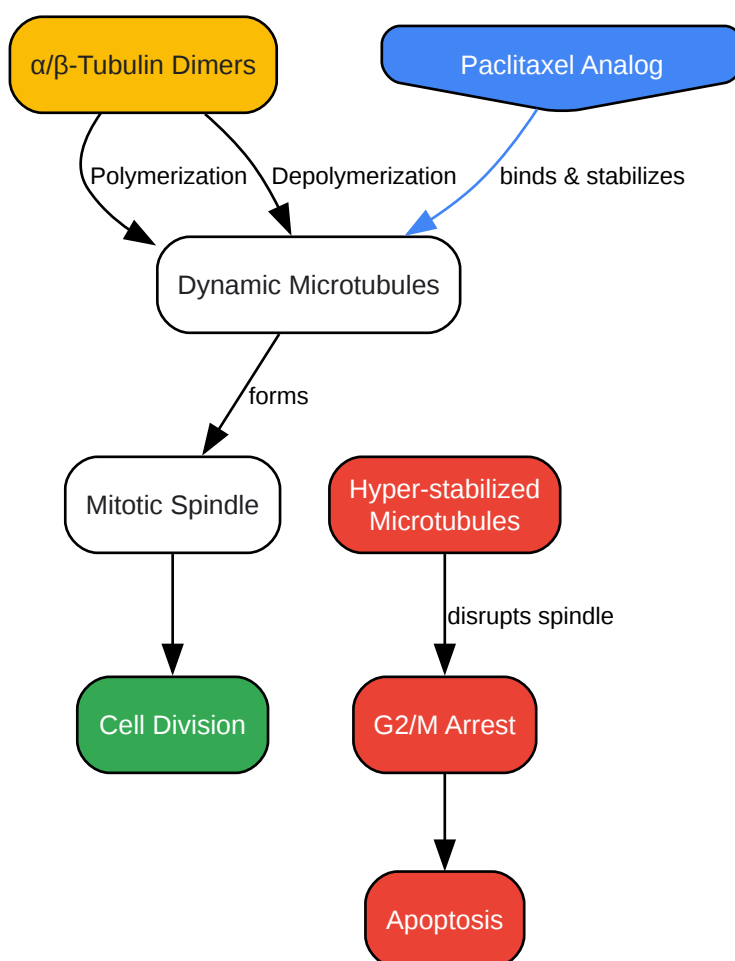 α/β-Tubulin Dimers
Paclitaxel Analog
Polymerization
Depolymerization
binds & stabilizes
Dynamic Microtubules
forms
Mitotic Spindle
Hyper-stabilized
Microtubules
disrupts spindle
Cell Division
G2/M Arrest
Apoptosis